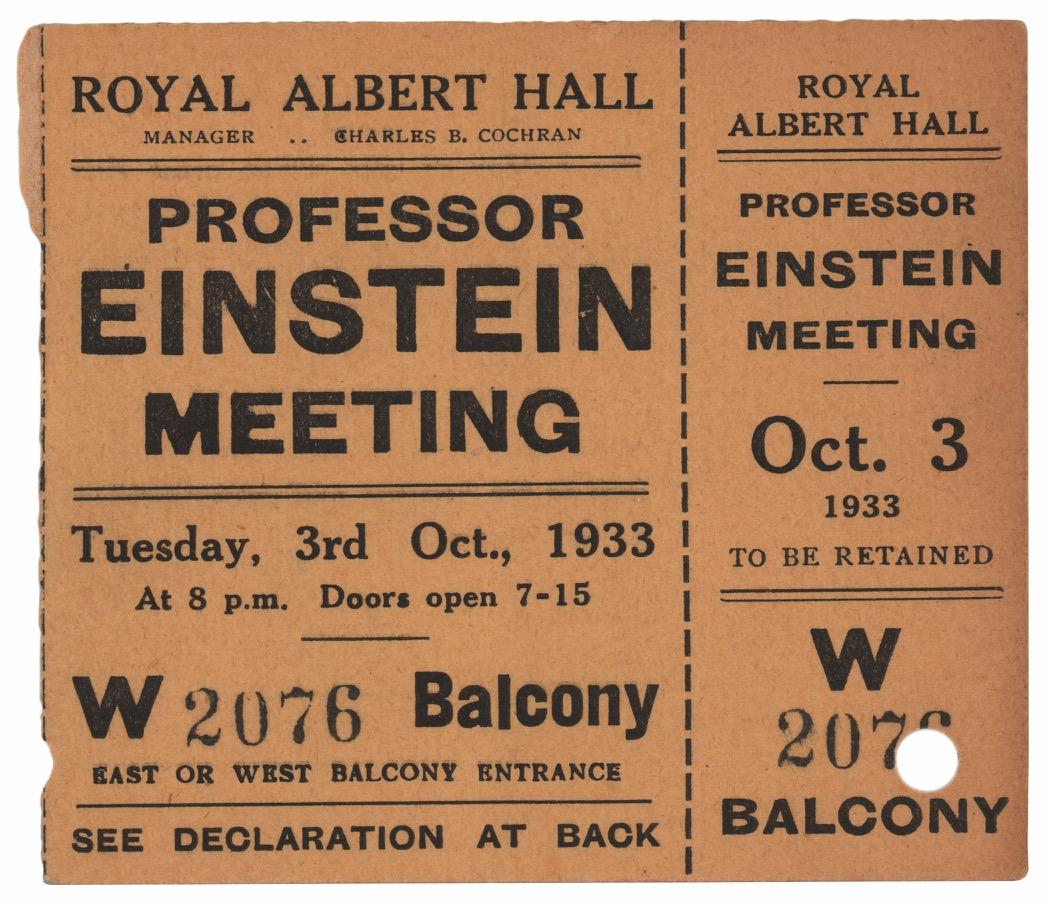 ROYAL ALBERT HALL
MANAGER .. CHARLES B. COCHRAN
PROFESSOR
EINSTEIN
MEETING
Tuesday, 3rd Oct., 1933
At 8 p.m. Doors open 7-15
W 2076 Balcony
EAST OR WEST BALCONY ENTRANCE
SEE DECLARATION AT BACK
ROYAL
ALBERT HALL
PROFESSOR
EINSTEIN
MEETING
Oct. 3
1933
TO BE RETAINED
W
2076
BALCONY